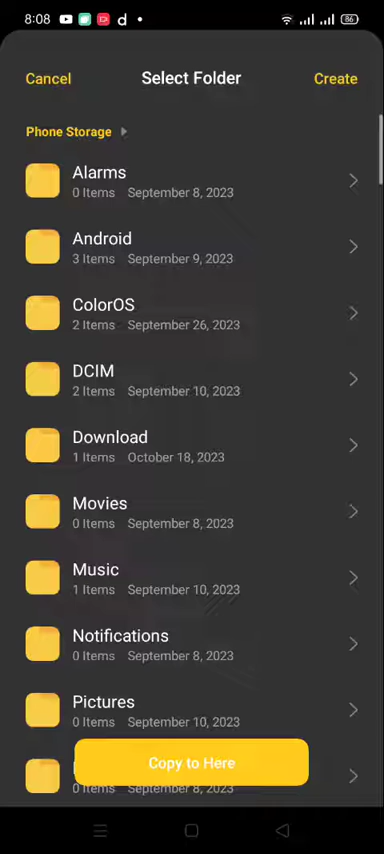 8:08 d 86
Cancel Select Folder Create
Phone Storage
Alarms
0 Items September 8, 2023
Android
3 Items September 9, 2023
ColorOS
2 Items September 26, 2023
DCIM
2 Items September 10, 2023
Download
1 Items October 18, 2023
Movies
0 Items September 8, 2023
Music
1 Items September 10, 2023
Notifications
0 Items September 8, 2023
Pictures
0 Items September 10, 2023
Copy to Here
0 Items September 8, 2023